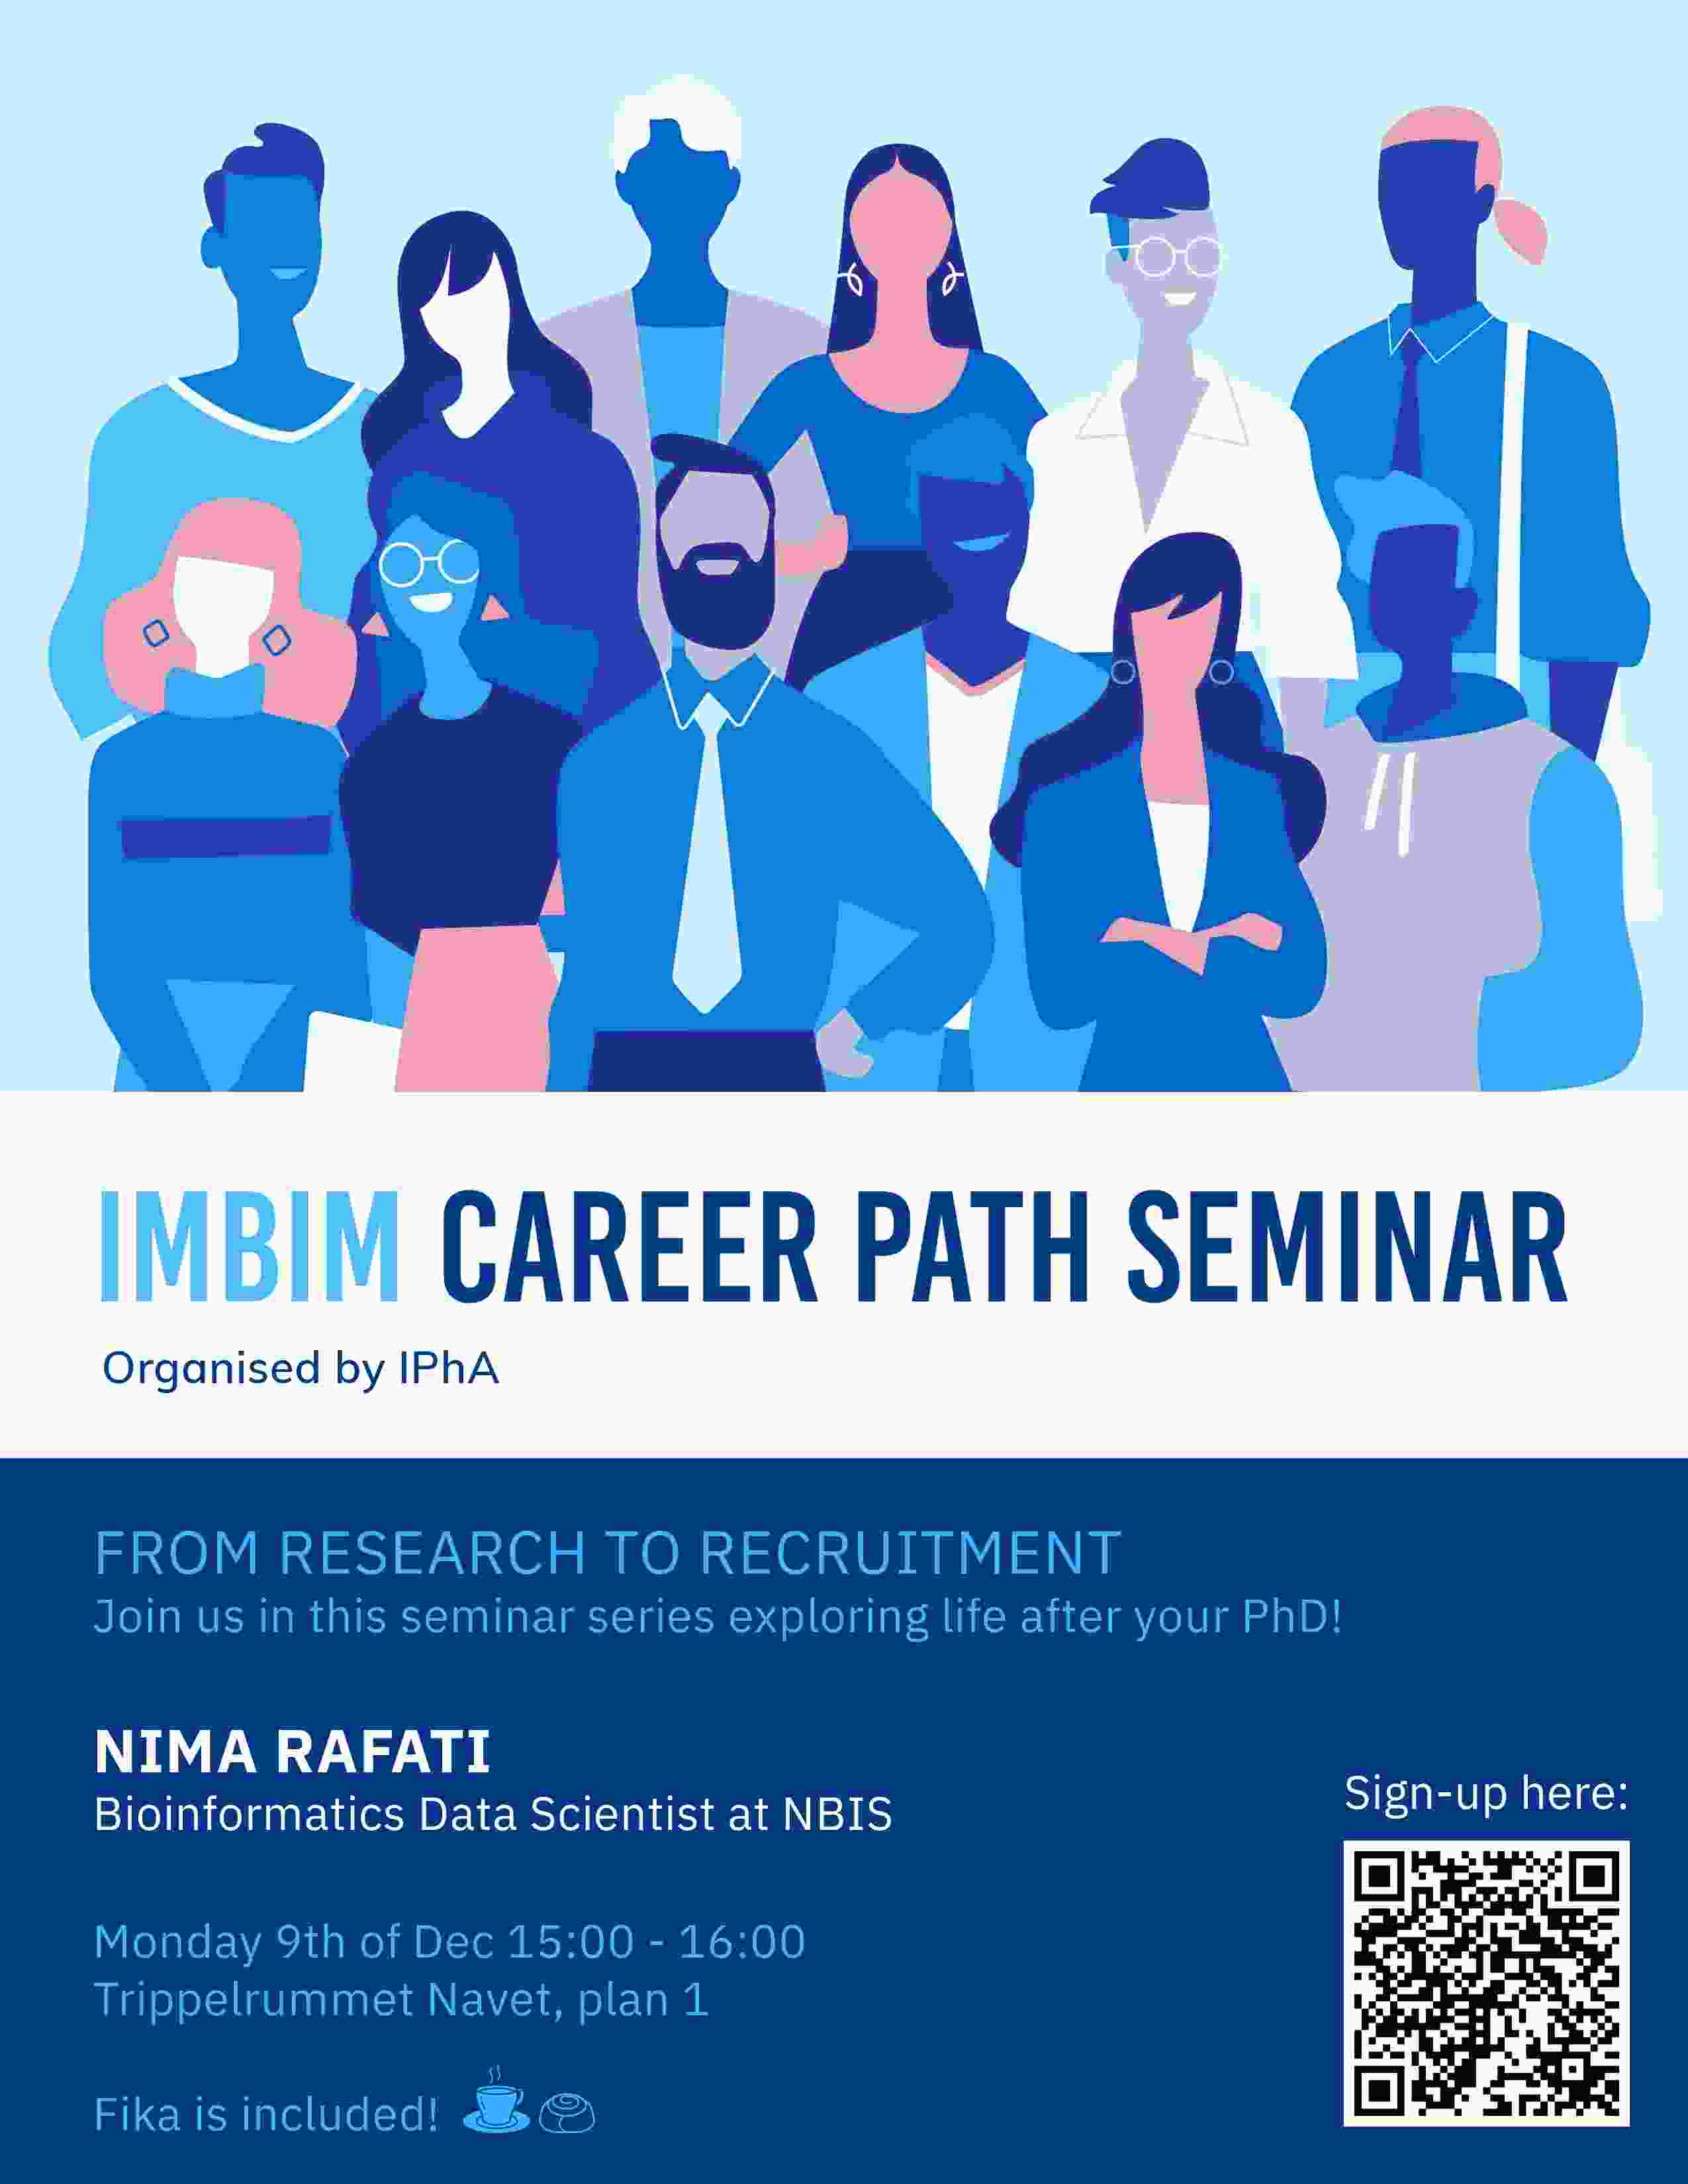 IMBIM CAREER PATH SEMINAR
Organised by IPhA
FROM RESEARCH TO RECRUITMENT
Join us in this seminar series exploring life after your PhD!
NIMA RAFATI
Bioinformatics Data Scientist at NBIS
Sign-up here:
Monday 9th of Dec 15:00 - 16:00
Trippelrummet Navet, plan 1
Fika is included!